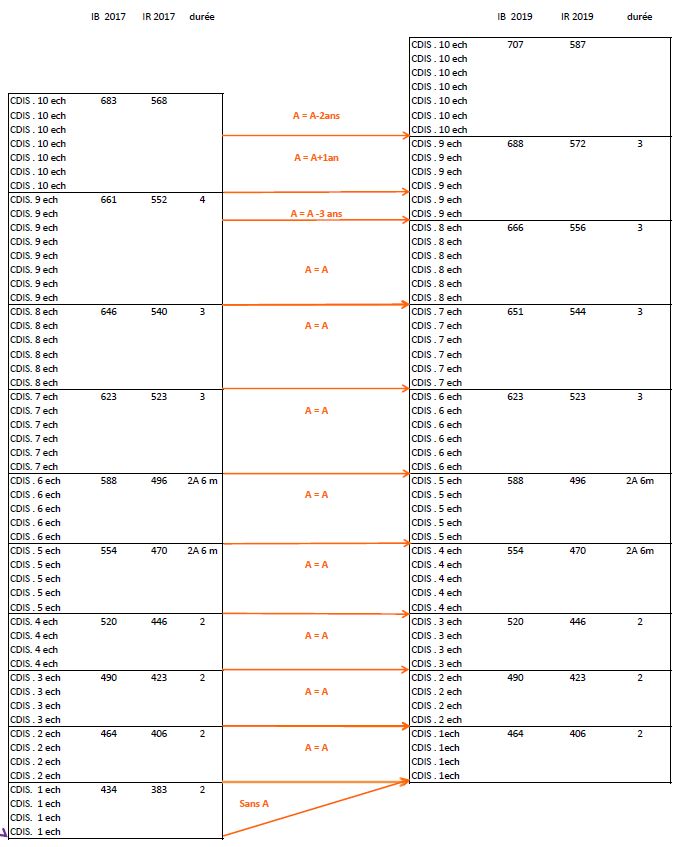 IB 2017 IR 2017 durée
CDIS . 10 ech 683 568
CDIS . 10 ech
CDIS . 10 ech
CDIS . 10 ech
CDIS . 10 ech
CDIS . 10 ech
CDIS . 10 ech
CDIS. 9 ech 661 552 4
CDIS. 9 ech
CDIS. 9 ech
CDIS. 9 ech
CDIS. 9 ech
CDIS. 9 ech
CDIS. 9 ech
CDIS. 9 ech
CDIS. 8 ech 646 540 3
CDIS. 8 ech
CDIS. 8 ech
CDIS. 8 ech
CDIS. 8 ech
CDIS. 8 ech
CDIS. 7 ech 623 523 3
CDIS. 7 ech
CDIS. 7 ech
CDIS. 7 ech
CDIS. 7 ech
CDIS. 7 ech
CDIS . 6 ech 588 496 2A 6 m
CDIS . 6 ech
CDIS . 6 ech
CDIS . 6 ech
CDIS . 6 ech
CDIS . 5 ech 554 470 2A 6 m
CDIS . 5 ech
CDIS . 5 ech
CDIS . 5 ech
CDIS . 5 ech
CDIS. 4 ech 520 446 2
CDIS. 4 ech
CDIS. 4 ech
CDIS. 4 ech
CDIS . 3 ech 490 423 2
CDIS . 3 ech
CDIS . 3 ech
CDIS . 3 ech
CDIS . 2 ech 464 406 2
CDIS . 2 ech
CDIS . 2 ech
CDIS . 2 ech
CDIS. 1 ech 434 383 2
CDIS. 1 ech
CDIS. 1 ech
CDIS. 1 ech
A = A-2ans
A = A+1an
A = A -3 ans
A = A
A = A
A = A
A = A
A = A
A = A
A = A
A = A
Sans A
IB 2019 IR 2019 durée
CDIS . 10 ech 707 587
CDIS . 10 ech
CDIS . 10 ech
CDIS . 10 ech
CDIS . 10 ech
CDIS . 10 ech
CDIS . 10 ech
CDIS . 9 ech 688 572 3
CDIS . 9 ech
CDIS . 9 ech
CDIS . 9 ech
CDIS . 9 ech
CDIS . 9 ech
CDIS . 8 ech 666 556 3
CDIS . 8 ech
CDIS . 8 ech
CDIS . 8 ech
CDIS . 8 ech
CDIS . 8 ech
CDIS . 7 ech 651 544 3
CDIS . 7 ech
CDIS . 7 ech
CDIS . 7 ech
CDIS . 7 ech
CDIS . 7 ech
CDIS . 6 ech 623 523 3
CDIS . 6 ech
CDIS . 6 ech
CDIS . 6 ech
CDIS . 6 ech
CDIS . 6 ech
CDIS . 5 ech 588 496 2A 6m
CDIS . 5 ech
CDIS . 5 ech
CDIS . 5 ech
CDIS . 5 ech
CDIS . 4 ech 554 470 2A 6m
CDIS . 4 ech
CDIS . 4 ech
CDIS . 4 ech
CDIS . 4 ech
CDIS . 3 ech 520 446 2
CDIS . 3 ech
CDIS . 3 ech
CDIS . 3 ech
CDIS . 2 ech 490 423 2
CDIS . 2 ech
CDIS . 2 ech
CDIS . 2 ech
CDIS . 1ech 464 406 2
CDIS . 1ech
CDIS . 1ech
CDIS . 1ech